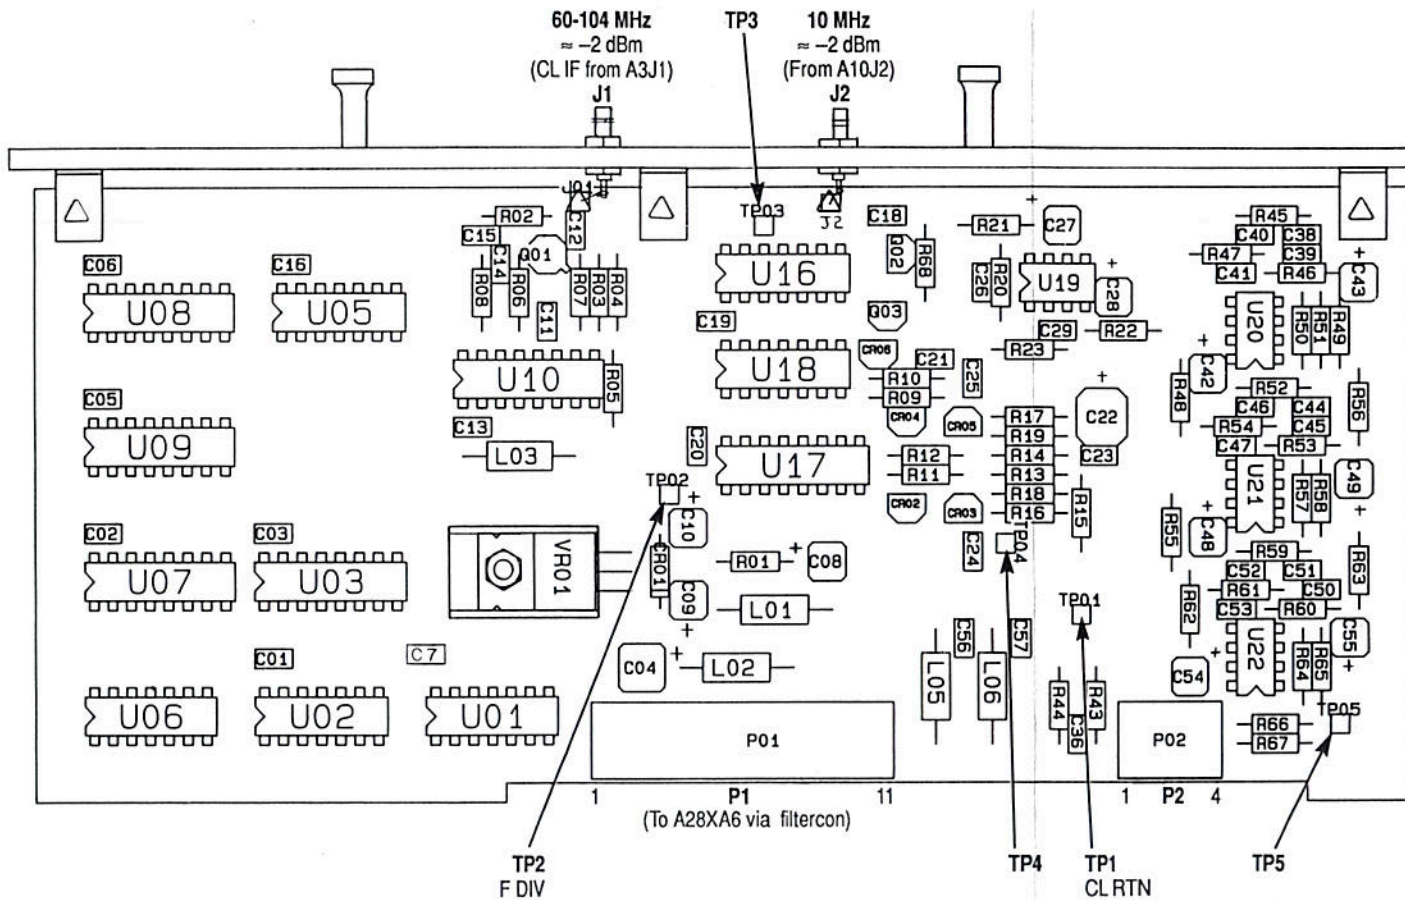 60-104 MHz
≈ –2 dBm
(CL IF from A3J1)
J1
TP3
10 MHz
≈ –2 dBm
(From A10J2)
J2
J01
J2
R02
C12
C15
C14
Q01
TP03
C18
Q02
R68
R21
C27
R45
C40
C38
R47
C39
C41
R46
C43
C06
C16
R08
R06
R07
R03
R04
C11
U08
U05
U16
C26
R20
U19
C28
U20
R50
R51
R49
C19
Q03
C29
R22
R23
CR06
U10
R05
U18
C21
R10
R09
C25
C42
R48
R52
C46
C44
R54
C45
C47
R53
R56
C05
C13
CR04
CR05
R17
R19
R14
R13
R18
R16
C22
C23
U09
L03
C20
U17
R12
R11
TP02
C10
CR02
CR03
R15
U21
R57
R58
C49
C48
R55
C02
C03
VR01
CR01
R01
C08
C24
TP04
R59
C52
C51
R61
C50
C53
R60
R63
U07
U03
C09
L01
TP01
R62
C01
C7
C04
L02
L05
C56
L06
C57
C54
U22
R64
R65
C55
U06
U02
U01
R44
C36
R43
TP05
R66
R67
P01
P02
1
P1
11
1
P2
4
(To A28XA6 via filtercon)
TP2
F DIV
TP4
TP1
CL RTN
TP5